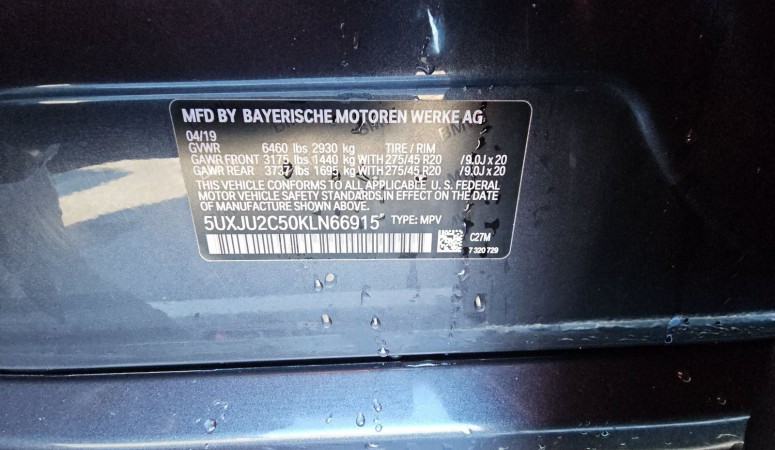 MFD BY BAYERISCHE MOTOREN WERKE AG
04/19
GVWR 6460 lbs 2930 kg TIRE / RIM
GAWR FRONT 3175 lbs 1440 kg WITH 275/45 R20 /9.0J x 20
GAWR REAR 3737 lbs 1695 kg WITH 275/45 R20 /9.0J x 20
THIS VEHICLE CONFORMS TO ALL APPLICABLE U. S. FEDERAL
MOTOR VEHICLE SAFETY STANDARDS IN EFFECT ON THE DATE
OF MANUFACTURE SHOWN ABOVE.
5UXJU2C50KLN66915 TYPE: MPV
C27M
7 320 729